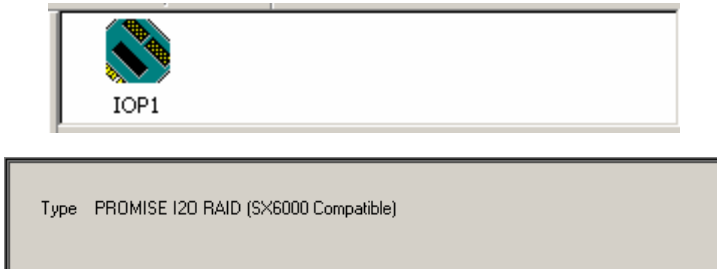 IOP1
Type PROMISE I2O RAID (SX6000 Compatible)